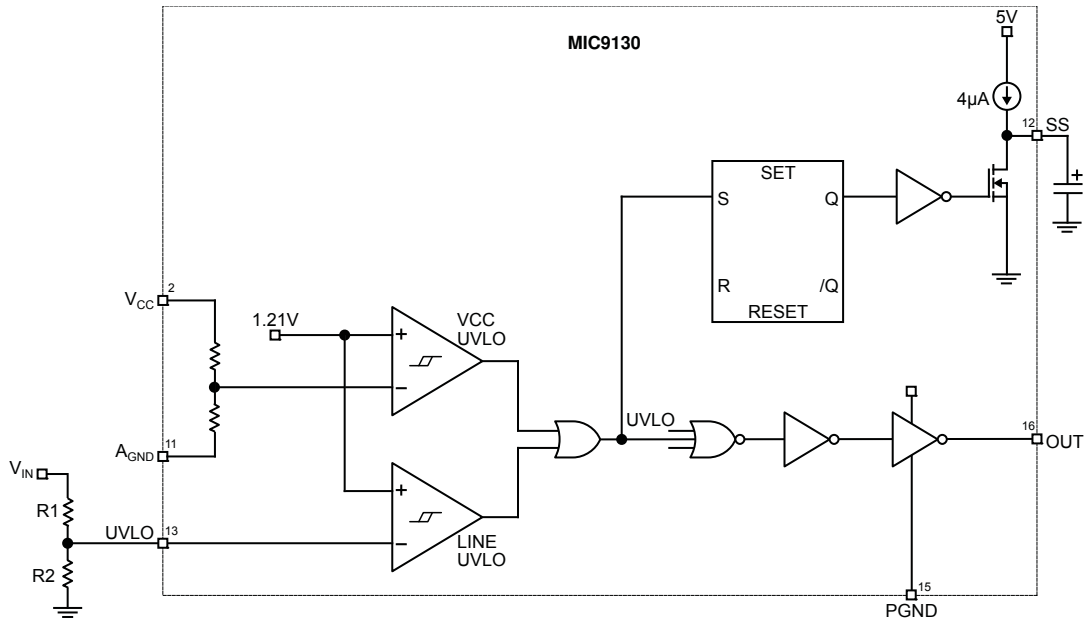 5V
MIC9130
4µA
12
SS
SET
S
Q
R
/Q
RESET
2
VCC
1.21V
+
VCC
UVLO
−
11
AGND
UVLO
16
OUT
VIN
R1
+
UVLO
13
−
LINE
UVLO
R2
15
PGND
+